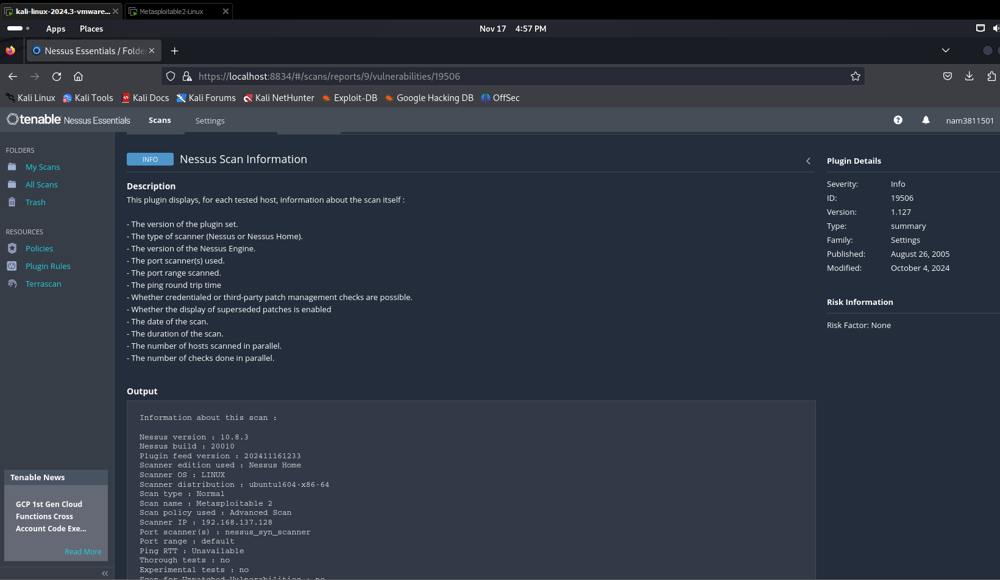 kali-linux-2024.3-vmware...
Metasploitable2-Linux
Apps Places
Nov 17 4:57 PM
Nessus Essentials / Folde
https://localhost:8834/#/scans/reports/9/vulnerabilities/19506
Kali Linux Kali Tools Kali Docs Kali Forums Kali NetHunter Exploit-DB Google Hacking DB OffSec
tenable Nessus Essentials Scans Settings nam3811501
FOLDERS
My Scans
All Scans
Trash
RESOURCES
Policies
Plugin Rules
Terrascan
Tenable News
GCP 1st Gen Cloud
Functions Cross
Account Code Exe...
Read More
INFO Nessus Scan Information
Description
This plugin displays, for each tested host, information about the scan itself :
- The version of the plugin set.
- The type of scanner (Nessus or Nessus Home).
- The version of the Nessus Engine.
- The port scanner(s) used.
- The port range scanned.
- The ping round trip time
- Whether credentialed or third-party patch management checks are possible.
- Whether the display of superseded patches is enabled
- The date of the scan.
- The duration of the scan.
- The number of hosts scanned in parallel.
- The number of checks done in parallel.
Output
Information about this scan :
Nessus version : 10.8.3
Nessus build : 20010
Plugin feed version : 202411161233
Scanner edition used : Nessus Home
Scanner OS : LINUX
Scanner distribution : ubuntu1604-x86-64
Scan type : Normal
Scan name : Metasploitable 2
Scan policy used : Advanced Scan
Scanner IP : 192.168.137.128
Port scanner(s) : nessus_syn_scanner
Port range : default
Ping RTT : Unavailable
Thorough tests : no
Experimental tests : no
Scan for Unpatched Vulnerabilities : no
Plugin Details
Severity: Info
ID: 19506
Version: 1.127
Type: summary
Family: Settings
Published: August 26, 2005
Modified: October 4, 2024
Risk Information
Risk Factor: None